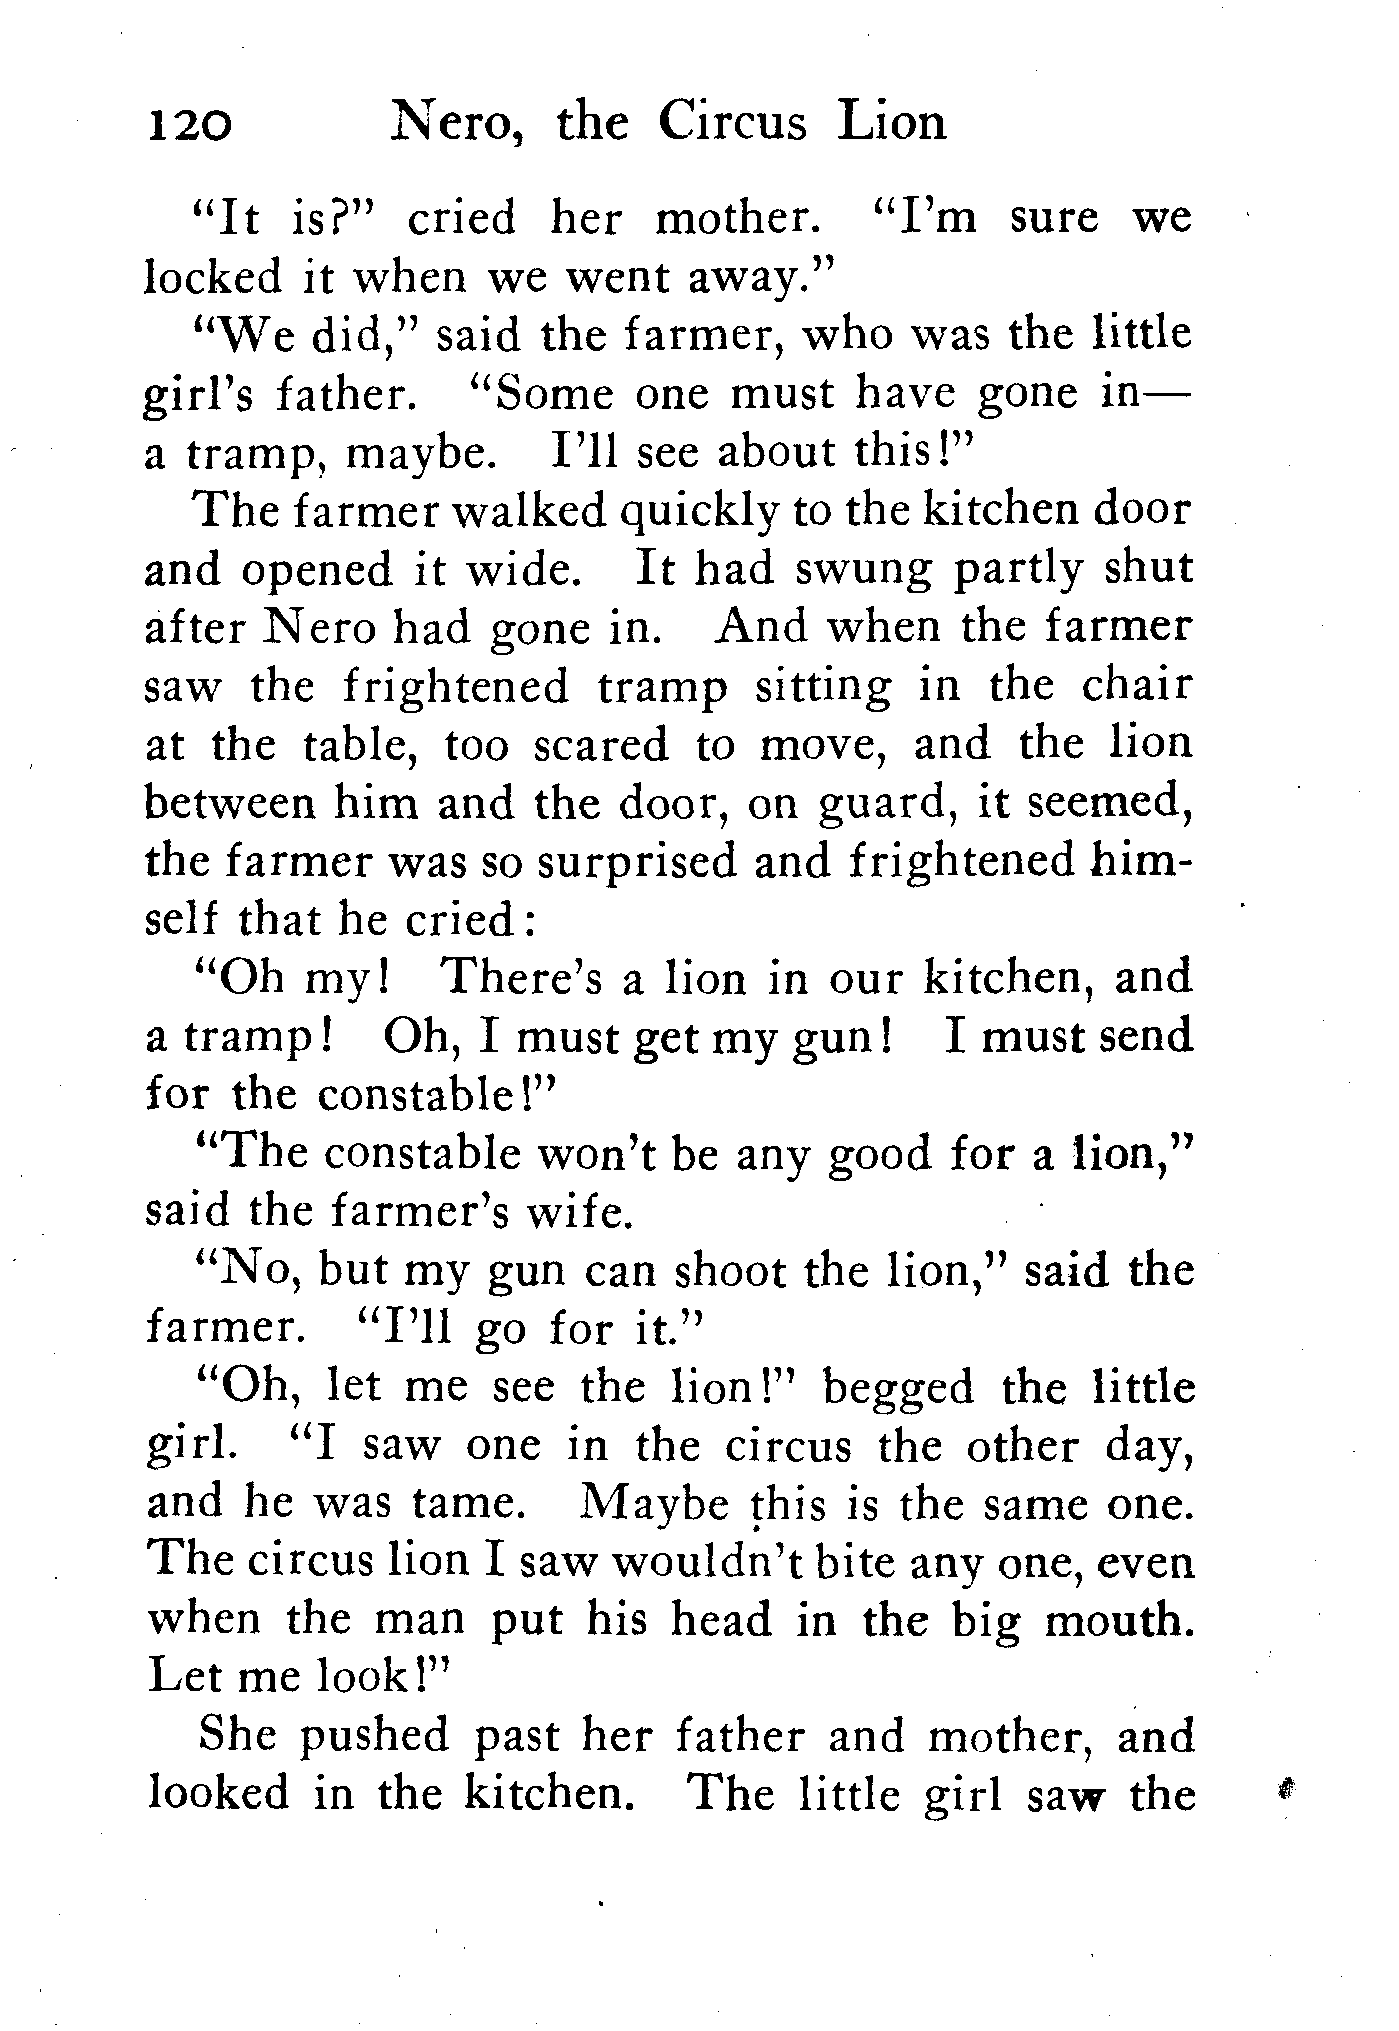 120 Nero, the Circus Lion
“It is?” cried her mother. “I’m sure we
locked it when we went away.”
“We did,” said the farmer, who was the little
girl’s father. “Some one must have gone in—
a tramp, maybe. I’ll see about this!”
The farmer walked quickly to the kitchen door
and opened it wide. It had swung partly shut
after Nero had gone in. And when the farmer
saw the frightened tramp sitting in the chair
at the table, too scared to move, and the lion
between him and the door, on guard, it seemed,
the farmer was so surprised and frightened him-
self that he cried:
“Oh my! There’s a lion in our kitchen, and
a tramp! Oh, I must get my gun! I must send
for the constable!”
“The constable won’t be any good for a lion,”
said the farmer’s wife.
“No, but my gun can shoot the lion,” said the
farmer. “I’ll go for it.”
“Oh, let me see the lion!” begged the little
girl. “I saw one in the circus the other day,
and he was tame. Maybe this is the same one.
The circus lion I saw wouldn’t bite any one, even
when the man put his head in the big mouth.
Let me look!”
She pushed past her father and mother, and
looked in the kitchen. The little girl saw the